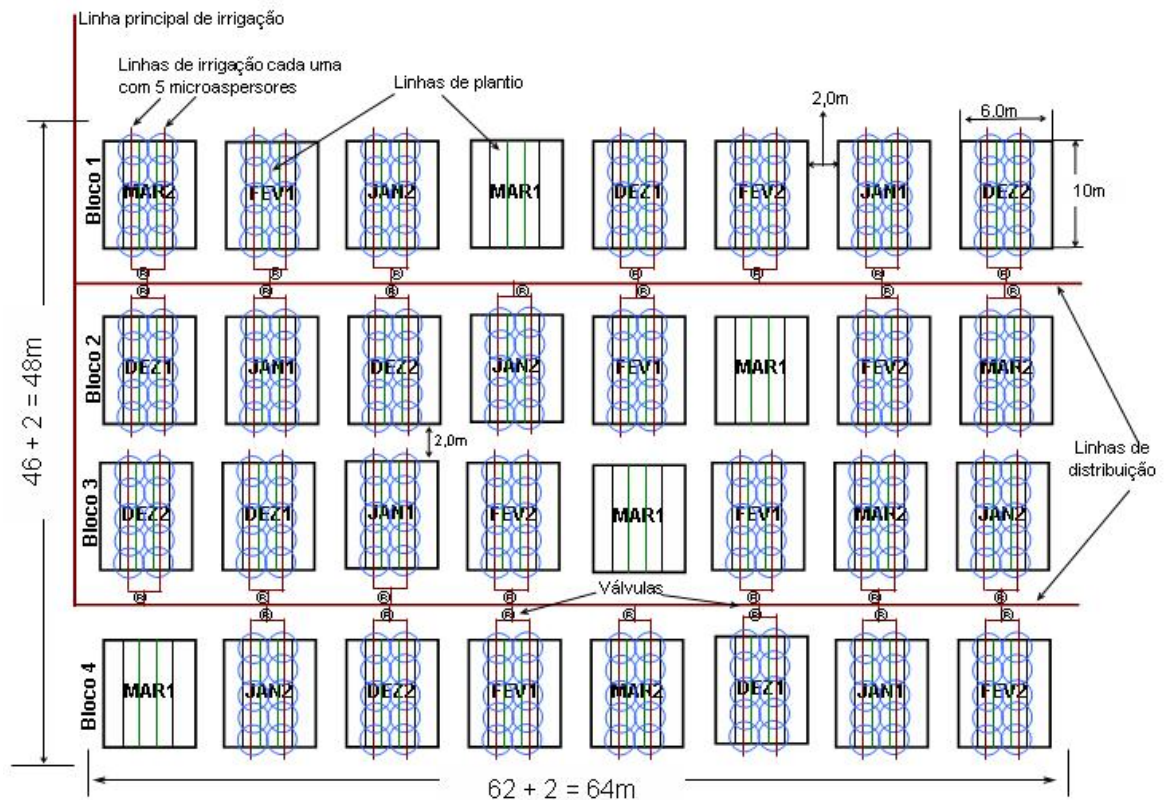 Linha principal de irrigação
Linhas de irrigação cada uma
com 5 microaspersores
Linhas de plantio
2,0m
6.0m
10m
Bloco 1
MAR2
FEV1
JAN2
MAR1
DEZ1
FEV2
JAN1
DEZ2
Bloco 2
DEZ1
JAN1
DEZ2
JAN2
FEV1
MAR1
FEV2
MAR2
46 + 2 = 48m
2,0m
Linhas de
distribuição
Bloco 3
DEZ2
DEZ1
JAN1
FEV2
MAR1
FEV1
MAR2
JAN2
Válvulas
Bloco 4
MAR1
JAN2
DEZ2
FEV1
MAR2
DEZ1
JAN1
FEV2
62 + 2 = 64m